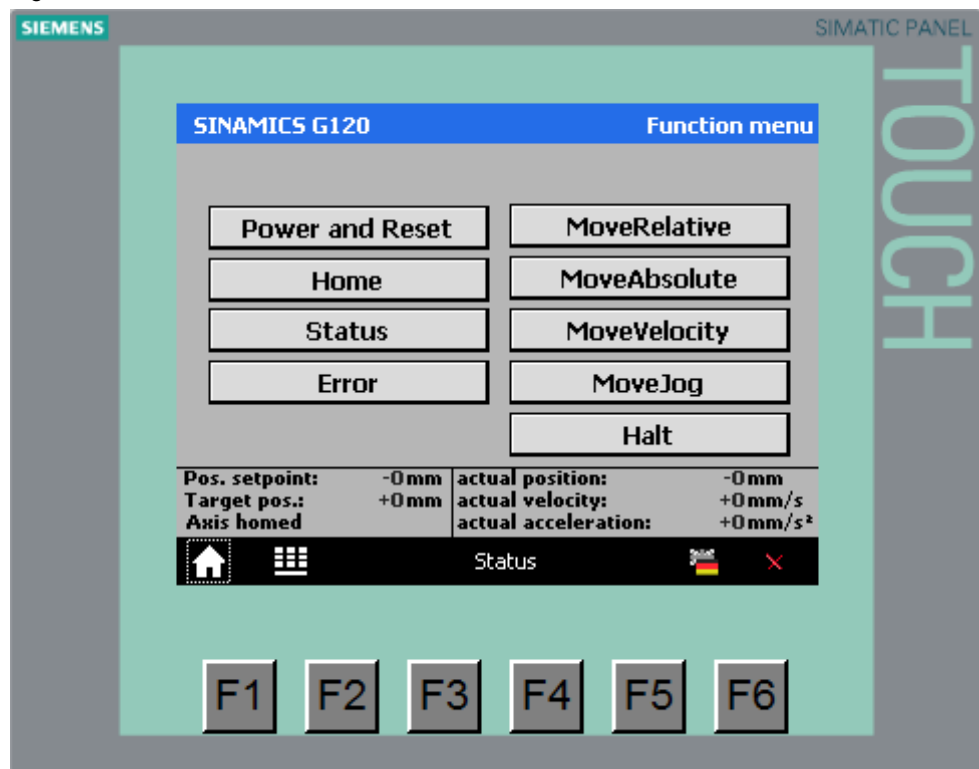 SIEMENS
SIMATIC PANEL
TOUCH
SINAMICS G120
Function menu
Power and Reset
Home
Status
Error
MoveRelative
MoveAbsolute
MoveVelocity
MoveJog
Halt
Pos. setpoint: -0mm
Target pos.: +0mm
Axis homed
actual position: -0mm
actual velocity: +0mm/s
actual acceleration: +0mm/s²
Status
F1 F2 F3 F4 F5 F6